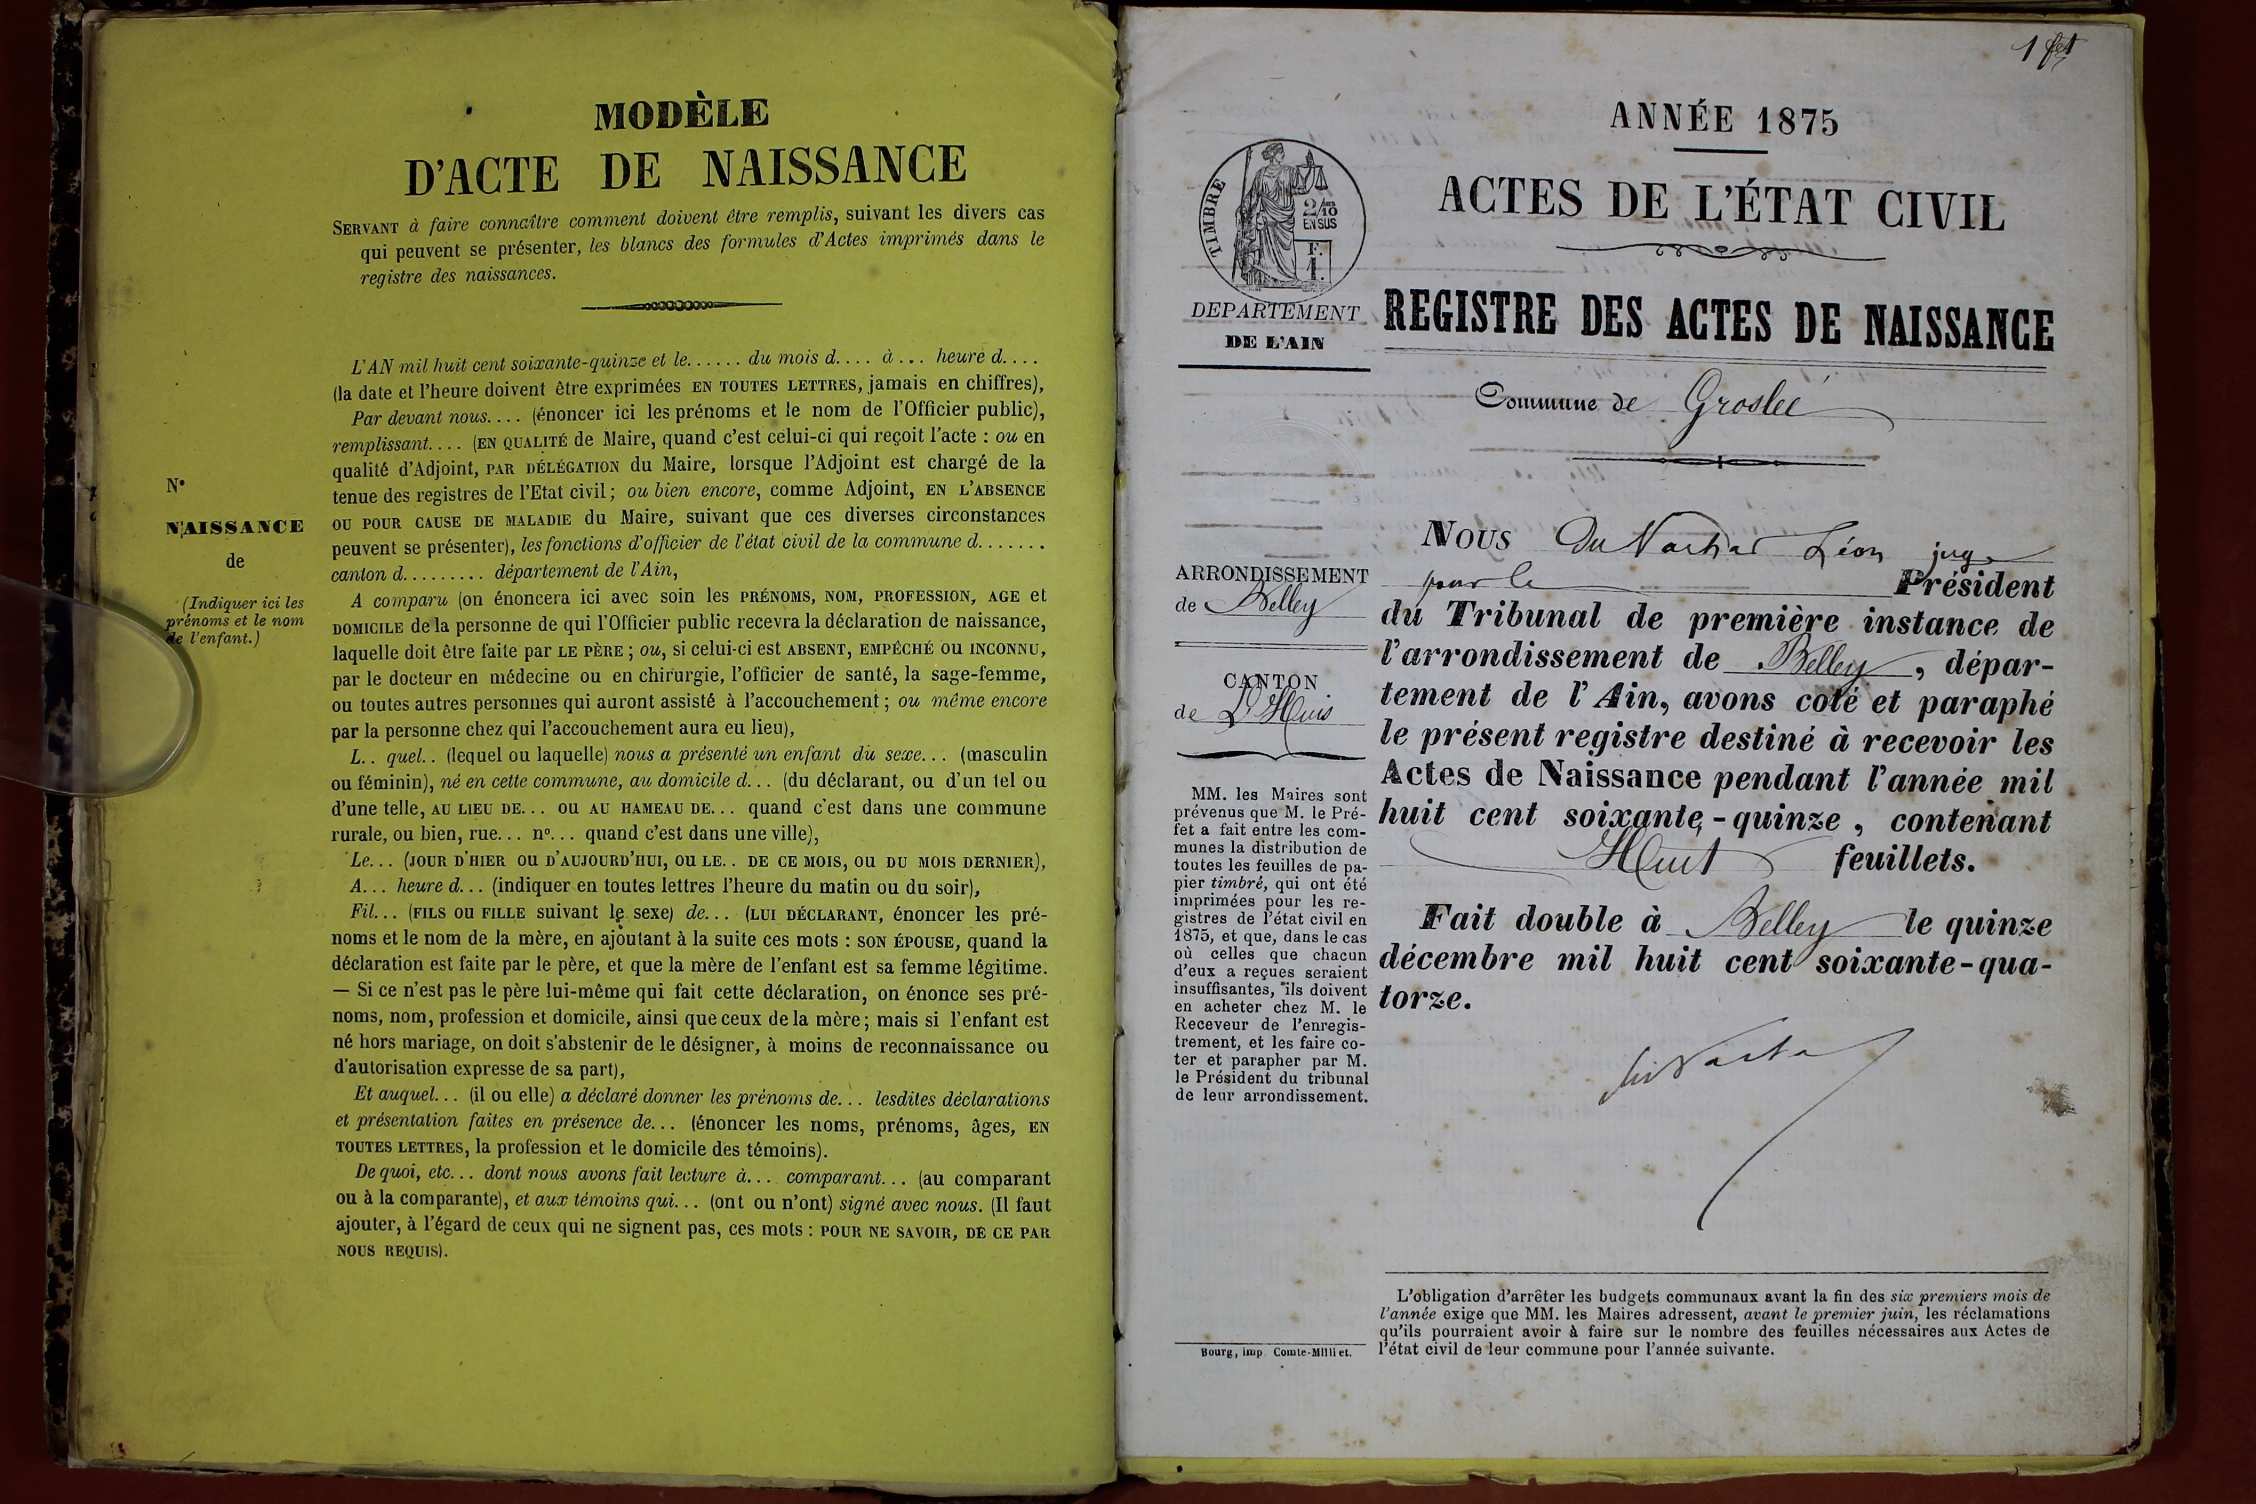 MODÈLE
D'ACTE DE NAISSANCE
SERVANT à faire connaître comment doivent être remplis, suivant les divers cas
qui peuvent se présenter, les blancs des formules d'Actes imprimés dans le
registre des naissances.
L'AN mil huit cent soixante-quinze et le...... du mois d.... à... heure d....
(la date et l'heure doivent être exprimées EN TOUTES LETTRES, jamais en chiffres),
Par devant nous.... (énoncer ici les prénoms et le nom de l'Officier public),
remplissant.... (EN QUALITÉ de Maire, quand c'est celui-ci qui reçoit l'acte : ou en
qualité d'Adjoint, PAR DÉLÉGATION du Maire, lorsque l'Adjoint est chargé de la
tenue des registres de l'Etat civil; ou bien encore, comme Adjoint, EN L'ABSENCE
OU POUR CAUSE DE MALADIE du Maire, suivant que ces diverses circonstances
peuvent se présenter), les fonctions d'officier de l'état civil de la commune d.......
canton d......... département de l'Ain,
A comparu (on énoncera ici avec soin les PRÉNOMS, NOM, PROFESSION, AGE et
DOMICILE de la personne de qui l'Officier public recevra la déclaration de naissance,
laquelle doit être faite par LE PÈRE; ou, si celui-ci est ABSENT, EMPÊCHÉ OU INCONNU,
par le docteur en médecine ou en chirurgie, l'officier de santé, la sage-femme,
ou toutes autres personnes qui auront assisté à l'accouchement; ou même encore
par la personne chez qui l'accouchement aura eu lieu),
L.. quel.. (lequel ou laquelle) nous a présenté un enfant du sexe... (masculin
ou féminin), né en cette commune, au domicile d... (du déclarant, ou d'un tel ou
d'une telle, AU LIEU DE... OU AU HAMEAU DE... quand c'est dans une commune
rurale, ou bien, rue... n°... quand c'est dans une ville),
Le... (JOUR D'HIER OU D'AUJOURD'HUI, OU LE.. DE CE MOIS, OU DU MOIS DERNIER),
A... heure d... (indiquer en toutes lettres l'heure du matin ou du soir),
Fil... (FILS OU FILLE suivant le sexe) de... (LUI DÉCLARANT, énoncer les pré-
noms et le nom de la mère, en ajoutant à la suite ces mots : SON ÉPOUSE, quand la
déclaration est faite par le père, et que la mère de l'enfant est sa femme légitime.
— Si ce n'est pas le père lui-même qui fait cette déclaration, on énonce ses pré-
noms, nom, profession et domicile, ainsi que ceux de la mère; mais si l'enfant est
né hors mariage, on doit s'abstenir de le désigner, à moins de reconnaissance ou
d'autorisation expresse de sa part),
Et auquel... (il ou elle) a déclaré donner les prénoms de... lesdites déclarations
et présentation faites en présence de... (énoncer les noms, prénoms, âges, EN
TOUTES LETTRES, la profession et le domicile des témoins).
De quoi, etc... dont nous avons fait lecture à.... comparant... (au comparant
ou à la comparante), et aux témoins qui... (ont ou n'ont) signé avec nous. (Il faut
ajouter, à l'égard de ceux qui ne signent pas, ces mots : POUR NE SAVOIR, DE CE PAR
NOUS REQUIS).
N°
NAISSANCE
de
(Indiquer ici les
prénoms et le nom
de l'enfant.)
1 fet
ANNÉE 1875
ACTES DE L'ÉTAT CIVIL
TIMBRE
2/10
EN SUS
F.
1.
DEPARTEMENT
DE L'AIN
REGISTRE DES ACTES DE NAISSANCE
Commune de Groslée
ARRONDISSEMENT
de Belley
CANTON
de L'Huis
MM. les Maires sont
prévenus que M. le Pré-
fet a fait entre les com-
munes la distribution de
toutes les feuilles de pa-
pier timbré, qui ont été
imprimées pour les re-
gistres de l'état civil en
1875, et que, dans le cas
où celles que chacun
d'eux a reçues seraient
insuffisantes, ils doivent
en acheter chez M. le
Receveur de l'enregis-
trement, et les faire co-
ter et parapher par M.
le Président du tribunal
de leur arrondissement.
Bourg, imp. Comte-Milliet.
NOUS Du Nachas Léon juge
pour le Président
du Tribunal de première instance de
l'arrondissement de Belley, dépar-
tement de l'Ain, avons coté et paraphé
le présent registre destiné à recevoir les
Actes de Naissance pendant l'année mil
huit cent soixante-quinze, contenant
Huit feuillets.
Fait double à Belley le quinze
décembre mil huit cent soixante-qua-
torze.
L'obligation d'arrêter les budgets communaux avant la fin des six premiers mois de
l'année exige que MM. les Maires adressent, avant le premier juin, les réclamations
qu'ils pourraient avoir à faire sur le nombre des feuilles nécessaires aux Actes de
l'état civil de leur commune pour l'année suivante.